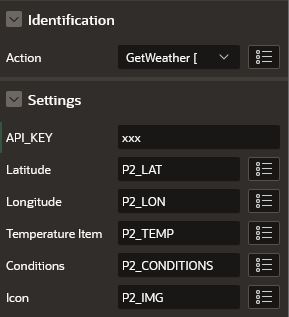 Identification
Action GetWeather [
Settings
API_KEY xxx
Latitude P2_LAT
Longitude P2_LON
Temperature Item P2_TEMP
Conditions P2_CONDITIONS
Icon P2_IMG